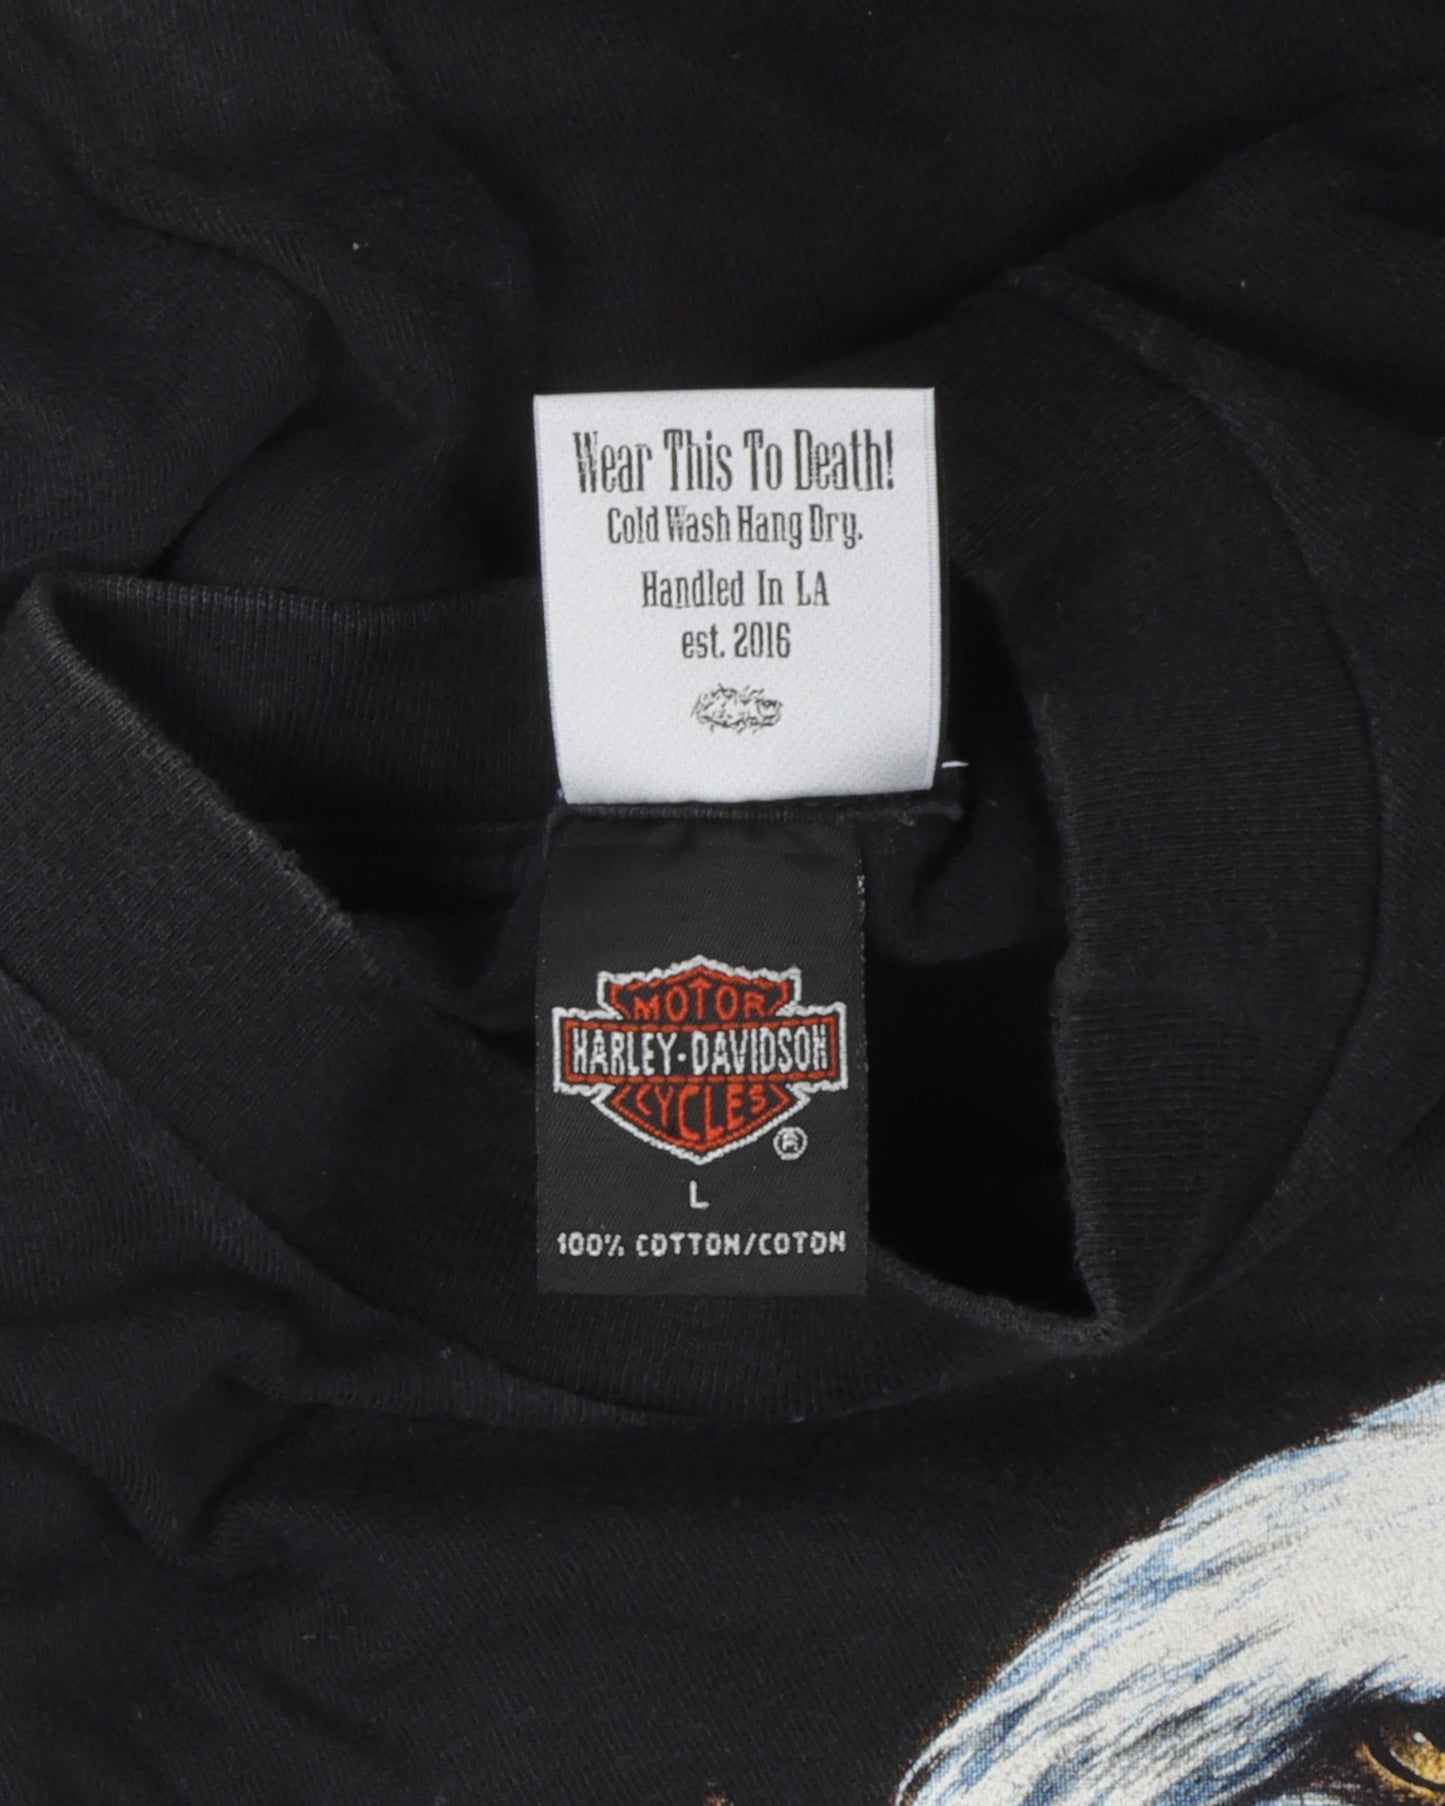 Wear This To Death!
Cold Wash Hang Dry.
Handled In LA
est. 2016
MOTOR
HARLEY-DAVIDSON
CYCLES
®
L
100% COTTON/COTON